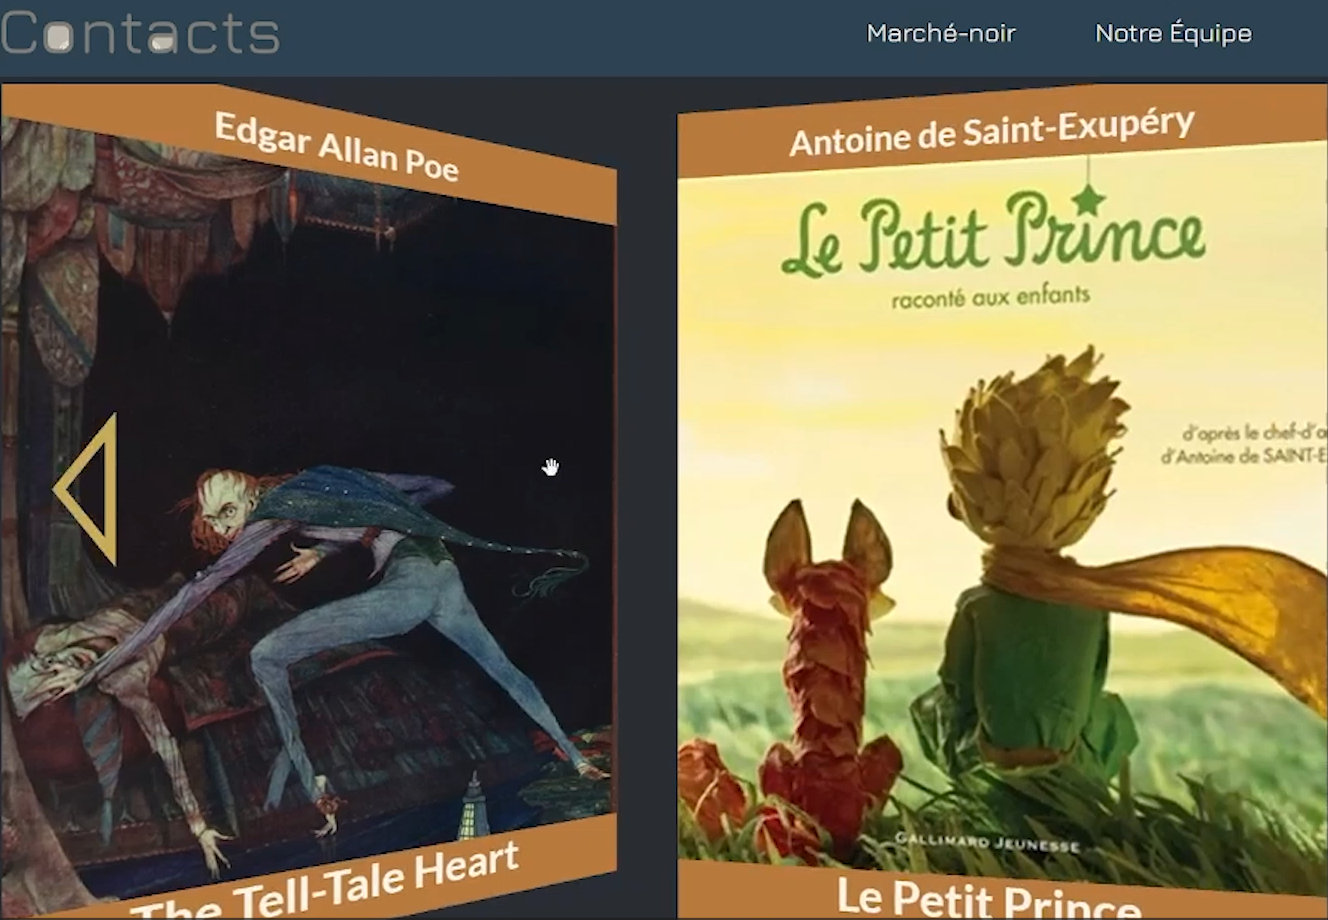 Contacts
Marché-noir
Notre Équipe
Edgar Allan Poe
The Tell-Tale Heart
Antoine de Saint-Exupéry
Le Petit Prince
raconté aux enfants
d'après le chef-d'
d'Antoine de SAINT-E
GALLIMARD JEUNESSE
Le Petit Prince